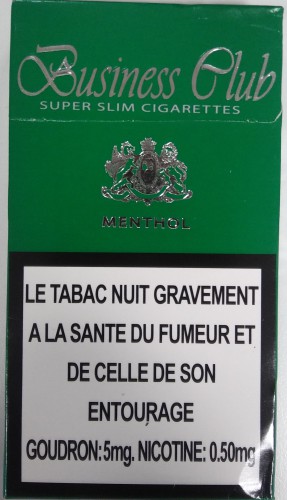 Business Club
SUPER SLIM CIGARETTES
MENTHOL
LE TABAC NUIT GRAVEMENT
A LA SANTE DU FUMEUR ET
DE CELLE DE SON
ENTOURAGE
GOUDRON:5mg. NICOTINE: 0.50mg